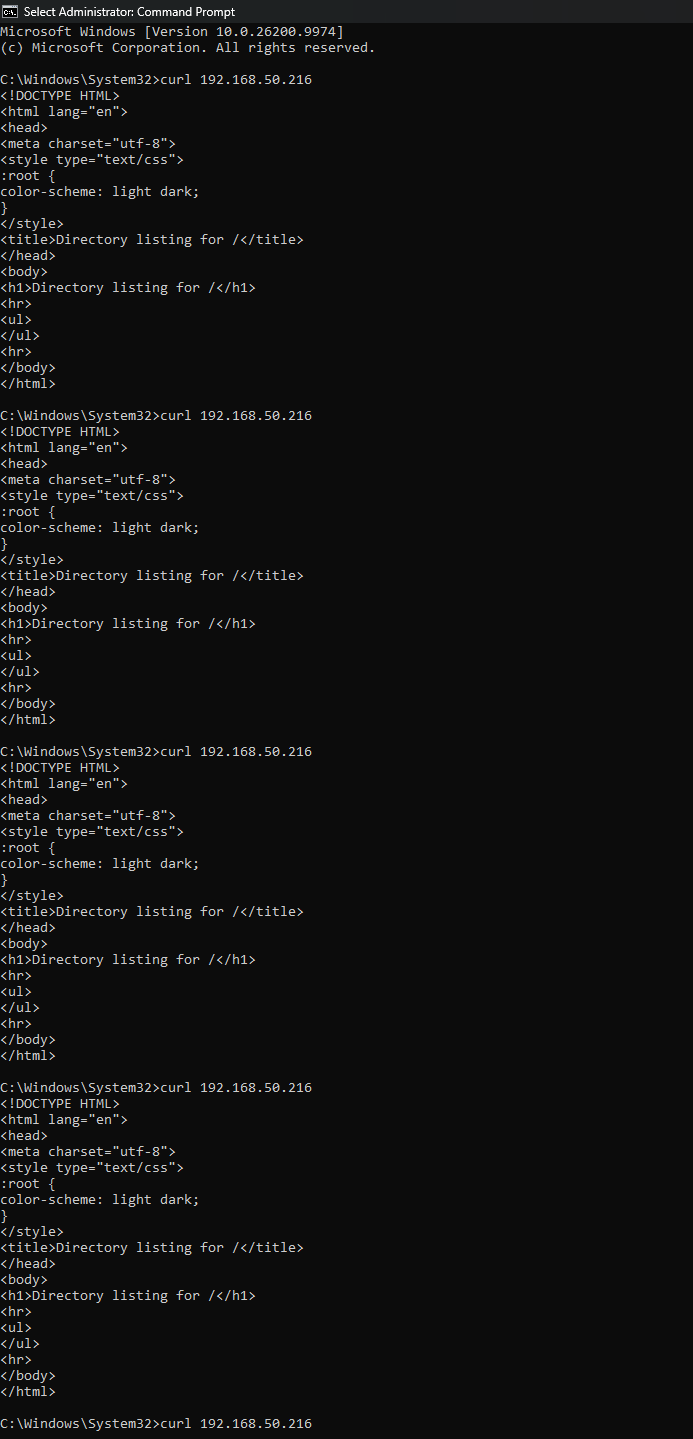 Select Administrator: Command Prompt
Microsoft Windows [Version 10.0.26200.9974]
(c) Microsoft Corporation. All rights reserved.
C:\Windows\System32>curl 192.168.50.216
<!DOCTYPE HTML>
<html lang="en">
<head>
<meta charset="utf-8">
<style type="text/css">
:root {
color-scheme: light dark;
}
</style>
<title>Directory listing for /</title>
</head>
<body>
<h1>Directory listing for /</h1>
<hr>
<ul>
</ul>
<hr>
</body>
</html>
C:\Windows\System32>curl 192.168.50.216
<!DOCTYPE HTML>
<html lang="en">
<head>
<meta charset="utf-8">
<style type="text/css">
:root {
color-scheme: light dark;
}
</style>
<title>Directory listing for /</title>
</head>
<body>
<h1>Directory listing for /</h1>
<hr>
<ul>
</ul>
<hr>
</body>
</html>
C:\Windows\System32>curl 192.168.50.216
<!DOCTYPE HTML>
<html lang="en">
<head>
<meta charset="utf-8">
<style type="text/css">
:root {
color-scheme: light dark;
}
</style>
<title>Directory listing for /</title>
</head>
<body>
<h1>Directory listing for /</h1>
<hr>
<ul>
</ul>
<hr>
</body>
</html>
C:\Windows\System32>curl 192.168.50.216
<!DOCTYPE HTML>
<html lang="en">
<head>
<meta charset="utf-8">
<style type="text/css">
:root {
color-scheme: light dark;
}
</style>
<title>Directory listing for /</title>
</head>
<body>
<h1>Directory listing for /</h1>
<hr>
<ul>
</ul>
<hr>
</body>
</html>
C:\Windows\System32>curl 192.168.50.216